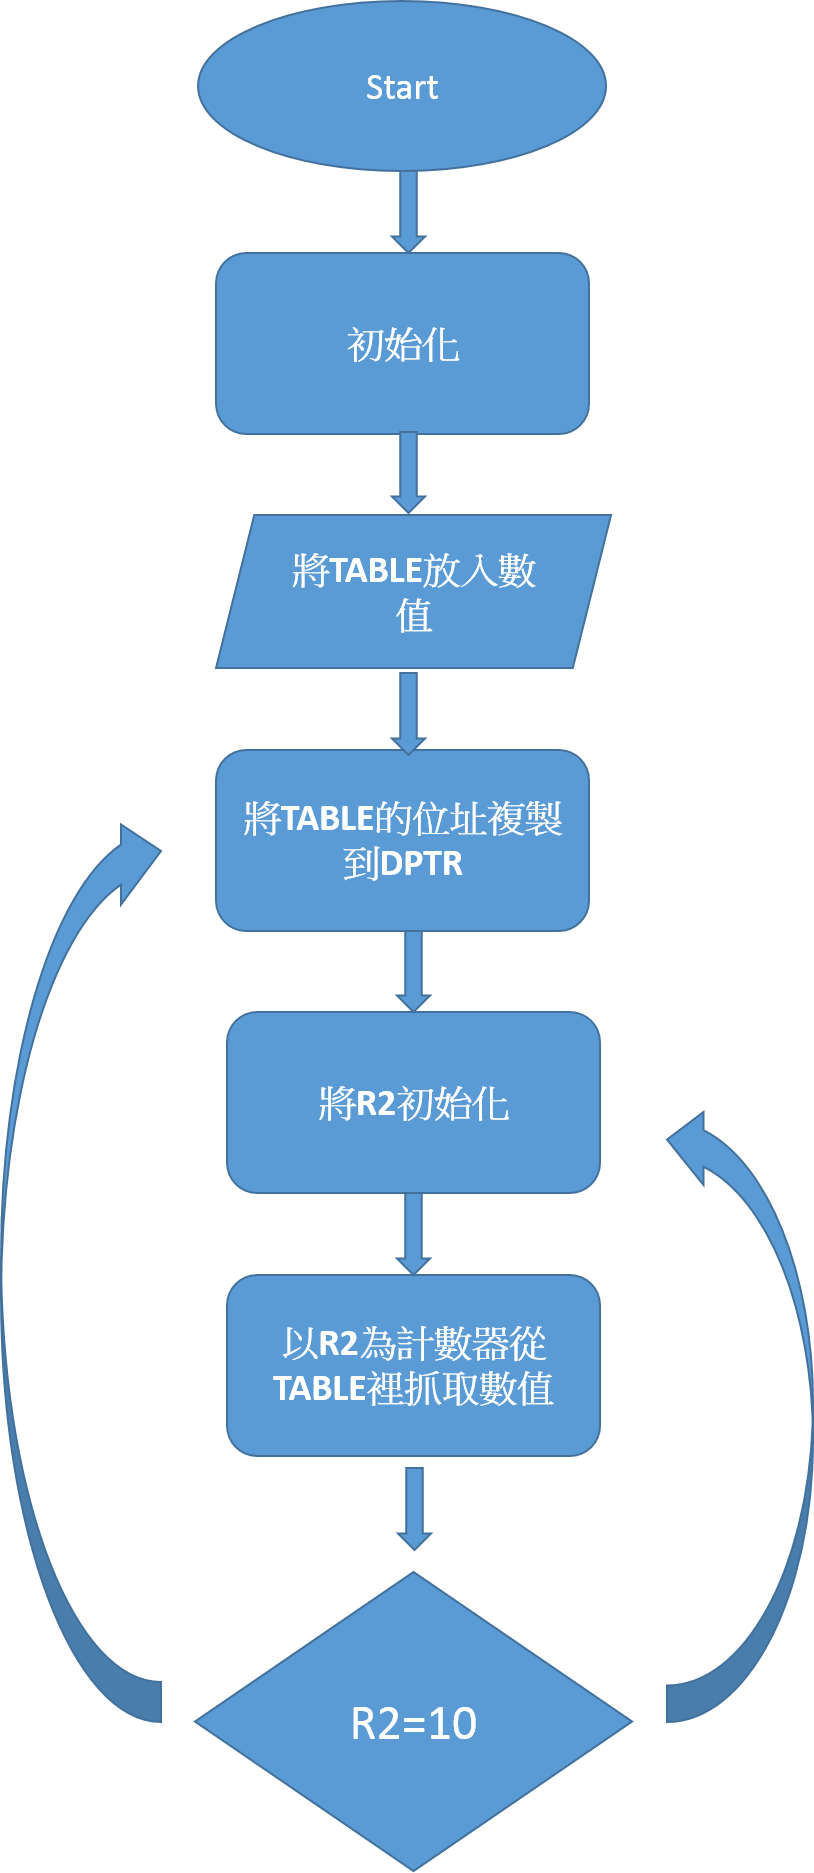 Start
初始化
將TABLE放入數
值
將TABLE的位址複製
到DPTR
將R2初始化
以R2為計數器從
TABLE裡抓取數值
R2=10